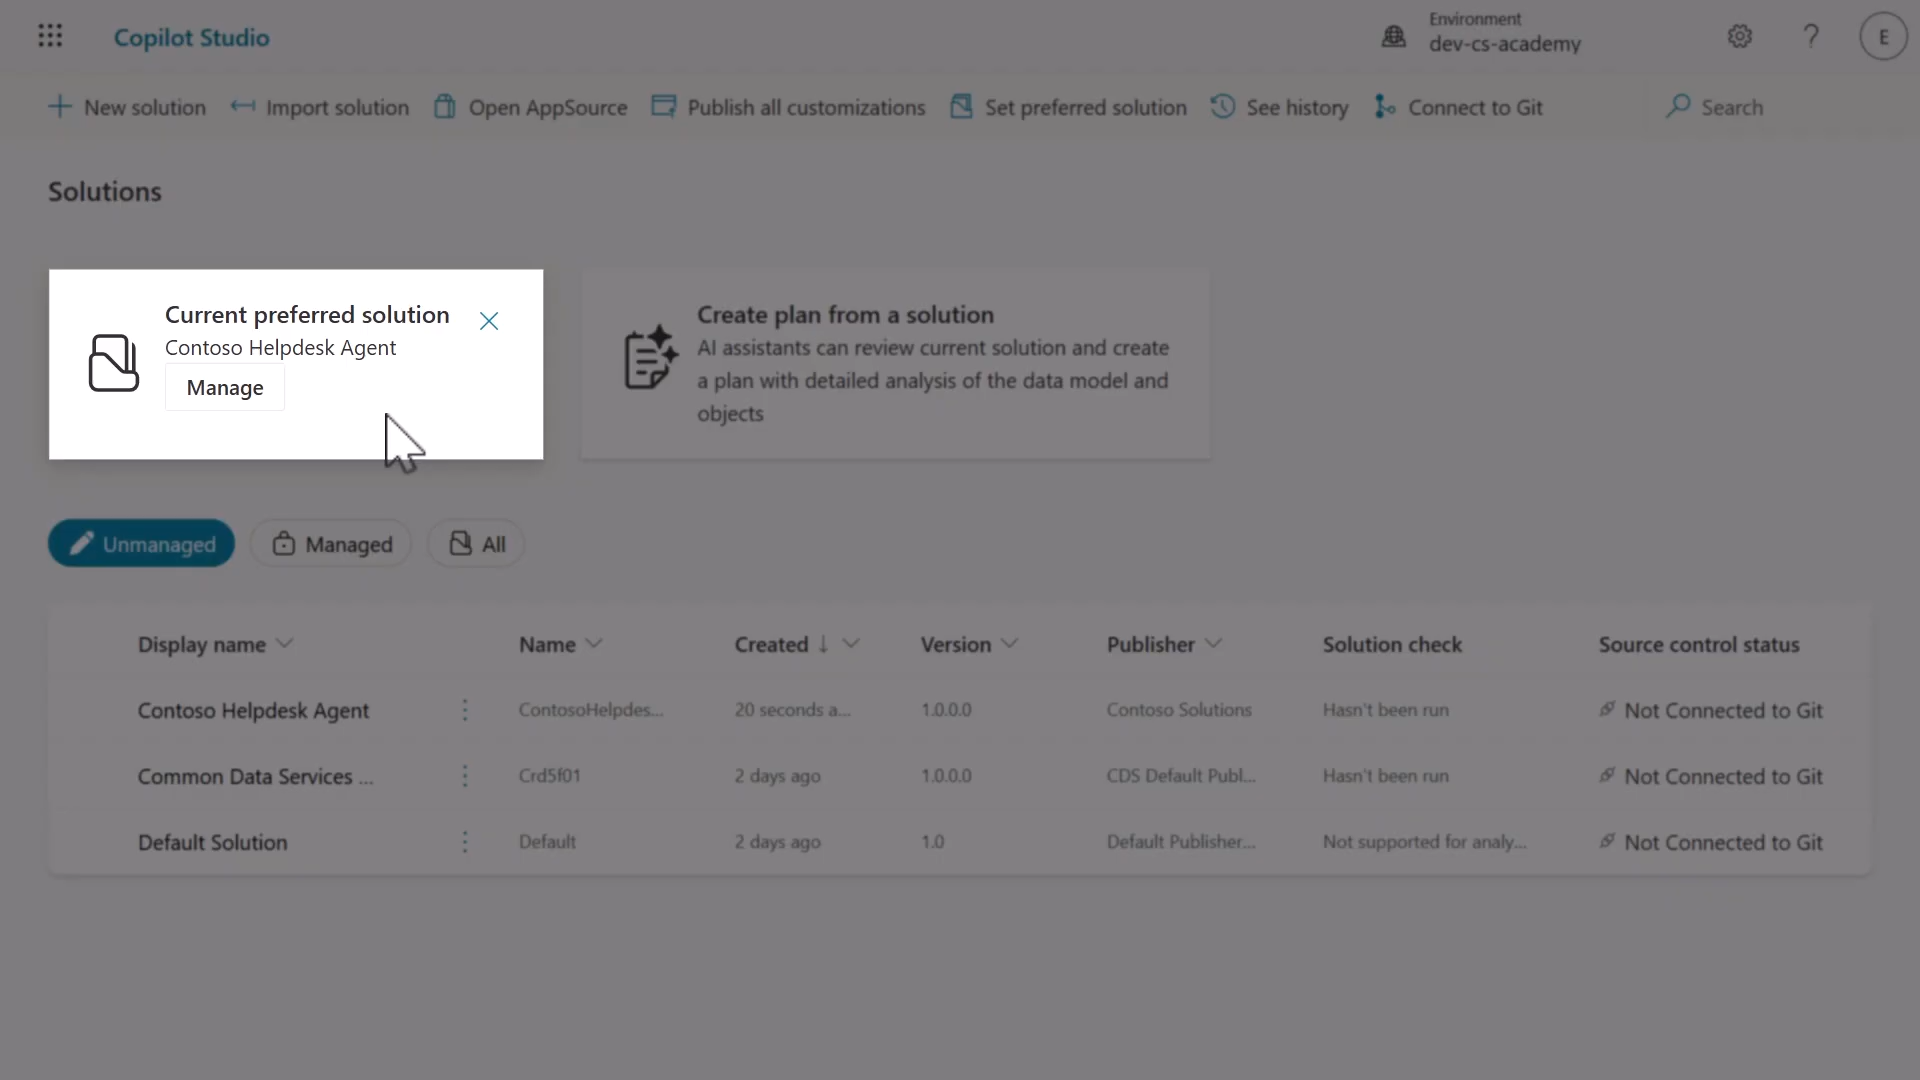 Copilot Studio
Environment
dev-cs-academy
?
E
New solution
Import solution
Open AppSource
Publish all customizations
Set preferred solution
See history
Connect to Git
Search
Solutions
Current preferred solution
Contoso Helpdesk Agent
Manage
Create plan from a solution
AI assistants can review current solution and create
a plan with detailed analysis of the data model and
objects
Unmanaged
Managed
All
Display name Name Created Version Publisher Solution check Source control status
Contoso Helpdesk Agent ContosoHelpdes... 20 seconds a... 1.0.0.0 Contoso Solutions Hasn't been run Not Connected to Git
Common Data Services ... Crd5f01 2 days ago 1.0.0.0 CDS Default Publ... Hasn't been run Not Connected to Git
Default Solution Default 2 days ago 1.0 Default Publisher... Not supported for analy... Not Connected to Git